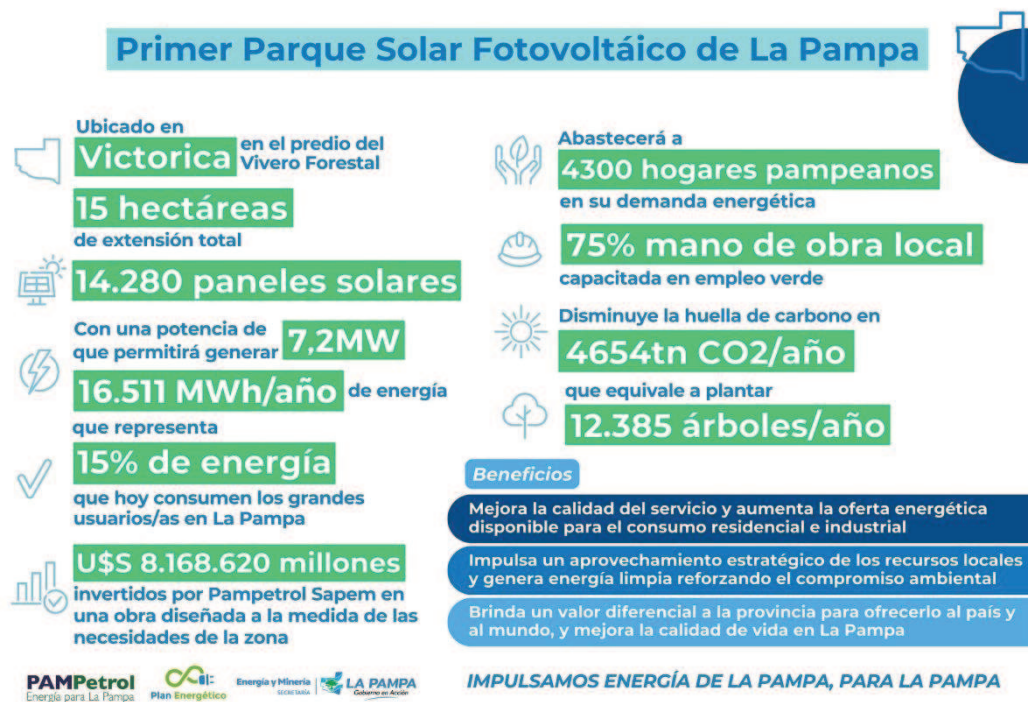 Primer Parque Solar Fotovoltáico de La Pampa
Ubicado en
Victorica
en el predio del
Vivero Forestal
15 hectáreas
de extensión total
14.280 paneles solares
Con una potencia de
que permitirá generar
7,2MW
16.511 MWh/año de energía
que representa
15% de energía
que hoy consumen los grandes
usuarios/as en La Pampa
U$S 8.168.620 millones
invertidos por Pampetrol Sapem en
una obra diseñada a la medida de las
necesidades de la zona
PAMPetrol
Energía para La Pampa
Plan Energético
Energía y Minería
SECRETARÍA
LA PAMPA
Gobierno en Acción
Abastecerá a
4300 hogares pampeanos
en su demanda energética
75% mano de obra local
capacitada en empleo verde
Disminuye la huella de carbono en
4654tn CO2/año
que equivale a plantar
12.385 árboles/año
Beneficios
Mejora la calidad del servicio y aumenta la oferta energética
disponible para el consumo residencial e industrial
Impulsa un aprovechamiento estratégico de los recursos locales
y genera energía limpia reforzando el compromiso ambiental
Brinda un valor diferencial a la provincia para ofrecerlo al país y
al mundo, y mejora la calidad de vida en La Pampa
IMPULSAMOS ENERGÍA DE LA PAMPA, PARA LA PAMPA